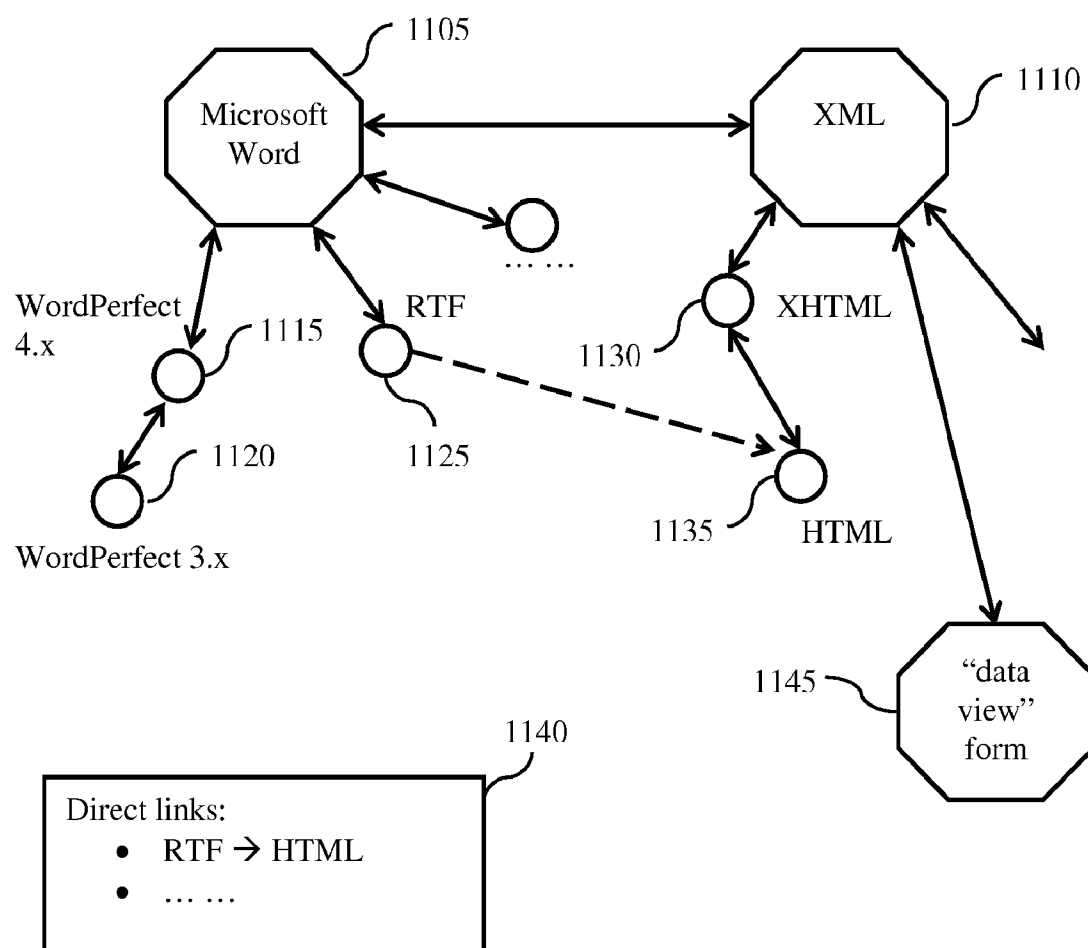 1105
1110
Microsoft
Word
XML
… …
WordPerfect
4.x
1115
RTF
1130
XHTML
1120
1125
1135
HTML
WordPerfect 3.x
1145
“data
view”
form
1140
Direct links:
• RTF → HTML
• … …